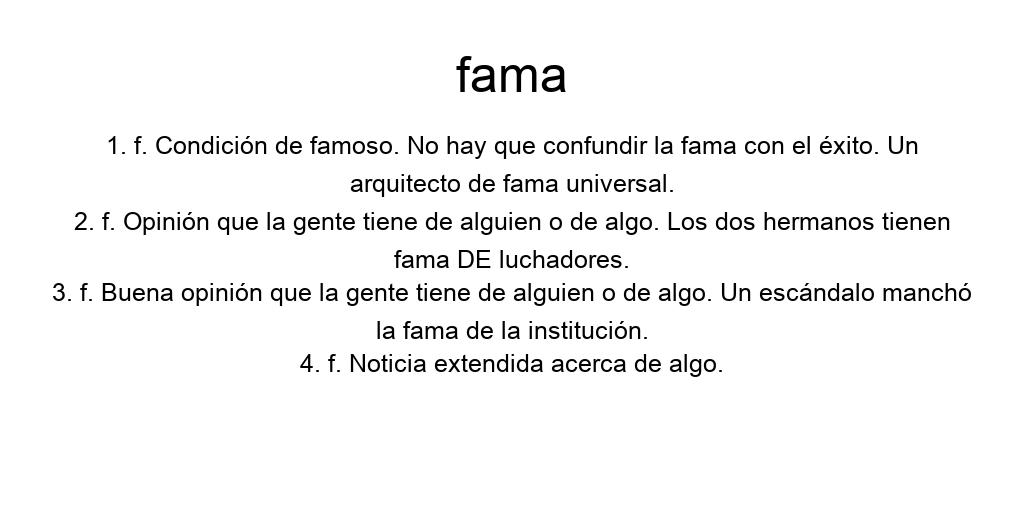 fama
1. f. Condición de famoso. No hay que confundir la fama con el éxito. Un
arquitecto de fama universal.
2. f. Opinión que la gente tiene de alguien o de algo. Los dos hermanos tienen
fama DE luchadores.
3. f. Buena opinión que la gente tiene de alguien o de algo. Un escándalo manchó
la fama de la institución.
4. f. Noticia extendida acerca de algo.